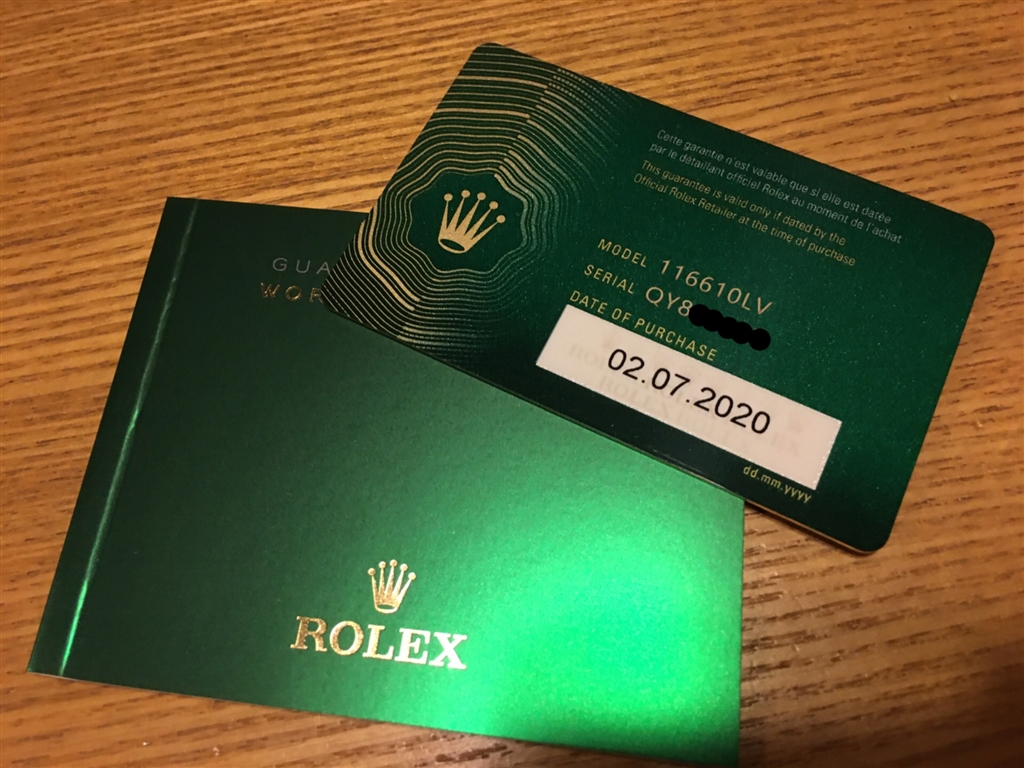 Cette garantie n'est valable que si elle est datée
par le détaillant officiel Rolex au moment de l'achat
This guarantee is valid only if dated by the
Official Rolex Retailer at the time of purchase
MODEL 116610LV
SERIAL QY8
DATE OF PURCHASE
02.07.2020
dd.mm.yyyy
GUA
WOR
ROLEX